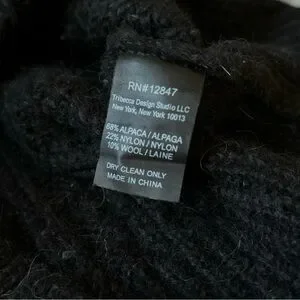 RN#12847
Tribecca Design Studio LLC
New York, New York 10013
68% ALPACA / ALPAGA
22% NYLON / NYLON
10% WOOL / LAINE
DRY CLEAN ONLY
MADE IN CHINA